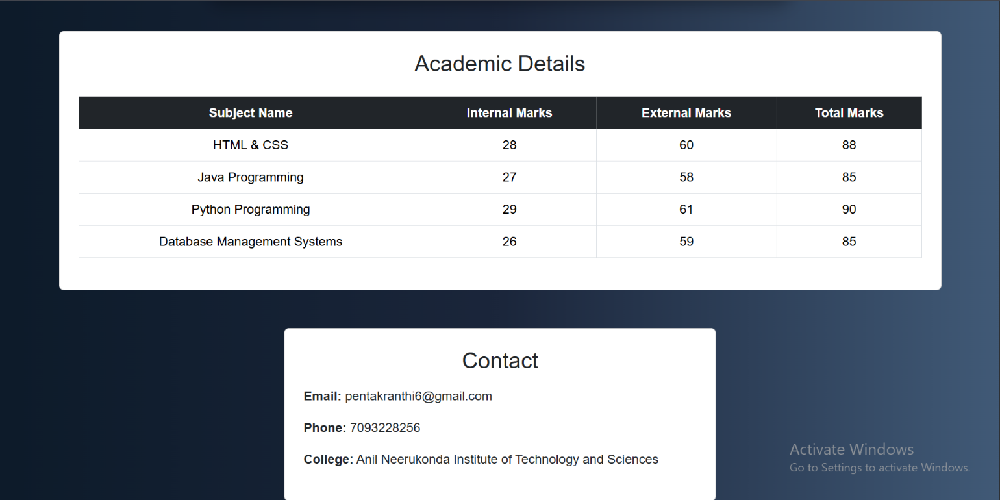 Academic Details
Subject Name Internal Marks External Marks Total Marks
HTML & CSS 28 60 88
Java Programming 27 58 85
Python Programming 29 61 90
Database Management Systems 26 59 85
Contact
Email: pentakranthi6@gmail.com
Phone: 7093228256
College: Anil Neerukonda Institute of Technology and Sciences
Activate Windows
Go to Settings to activate Windows.